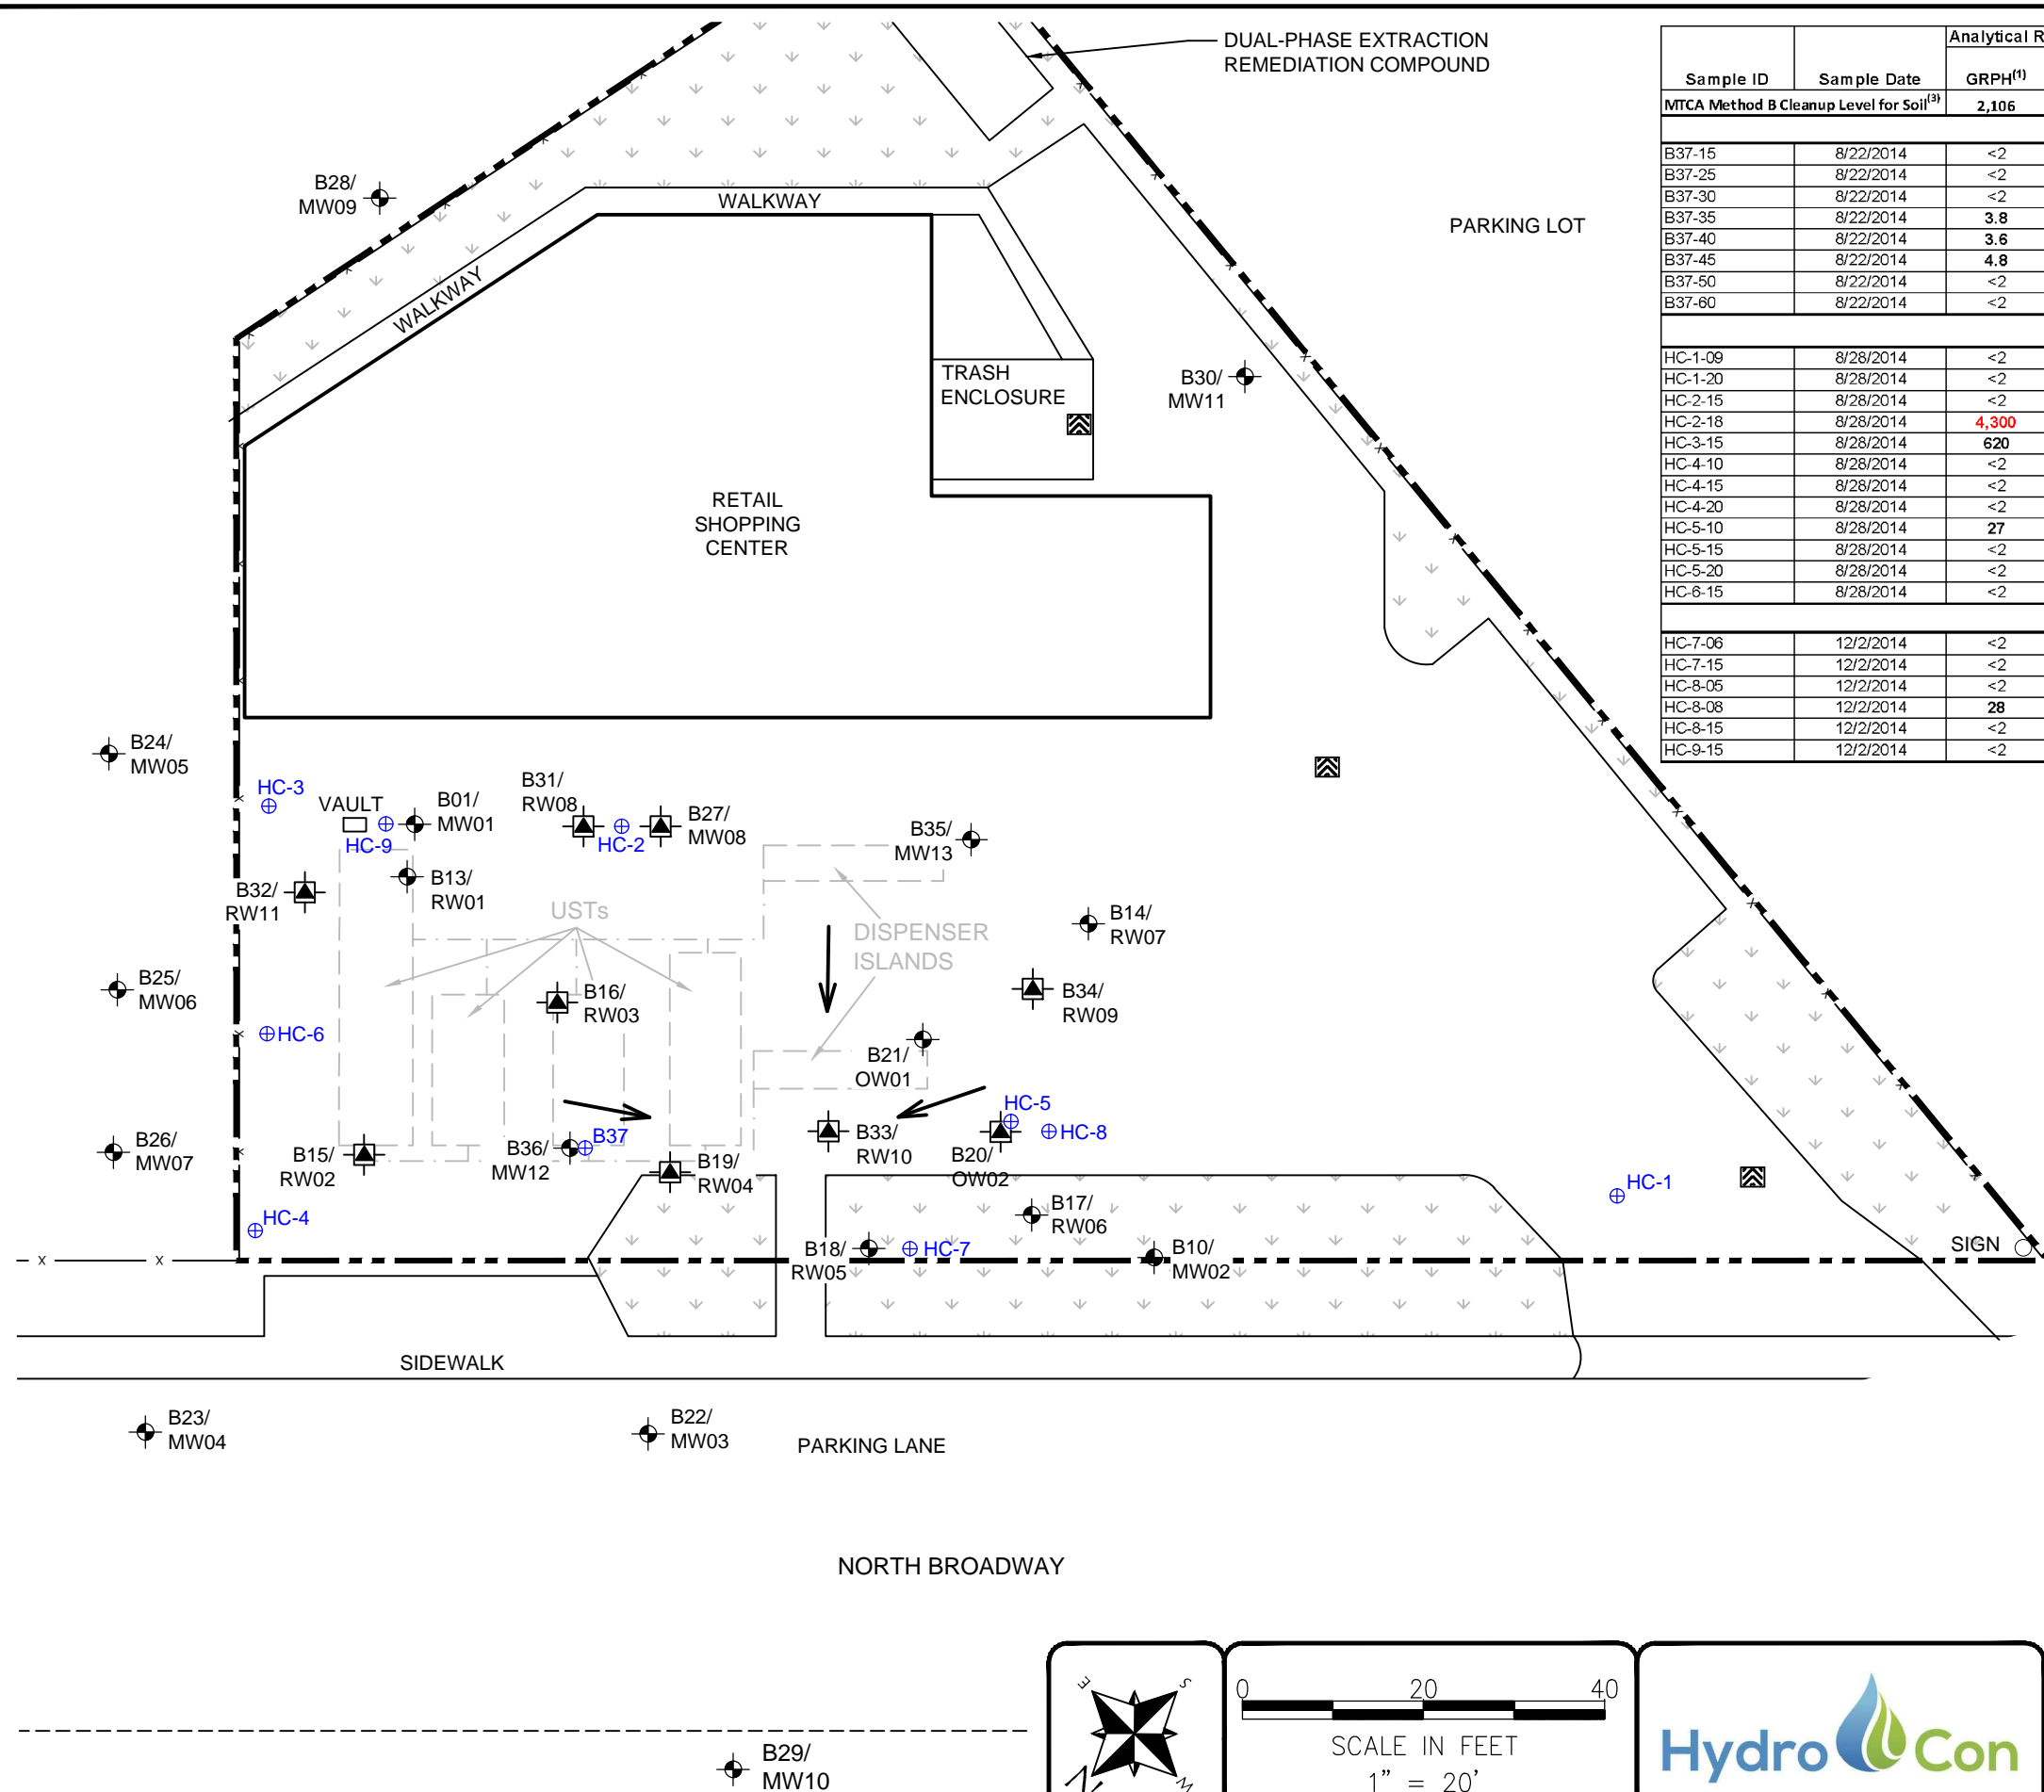 DUAL-PHASE EXTRACTION
REMEDIATION COMPOUND
Analytical R
Sample ID Sample Date GRPH(1)
MTCA Method B Cleanup Level for Soil(3) 2,106
B37-15 8/22/2014 <2
B37-25 8/22/2014 <2
B37-30 8/22/2014 <2
B37-35 8/22/2014 3.8
B37-40 8/22/2014 3.6
B37-45 8/22/2014 4.8
B37-50 8/22/2014 <2
B37-60 8/22/2014 <2
HC-1-09 8/28/2014 <2
HC-1-20 8/28/2014 <2
HC-2-15 8/28/2014 <2
HC-2-18 8/28/2014 4,300
HC-3-15 8/28/2014 620
HC-4-10 8/28/2014 <2
HC-4-15 8/28/2014 <2
HC-4-20 8/28/2014 <2
HC-5-10 8/28/2014 27
HC-5-15 8/28/2014 <2
HC-5-20 8/28/2014 <2
HC-6-15 8/28/2014 <2
HC-7-06 12/2/2014 <2
HC-7-15 12/2/2014 <2
HC-8-05 12/2/2014 <2
HC-8-08 12/2/2014 28
HC-8-15 12/2/2014 <2
HC-9-15 12/2/2014 <2
B28/
MW09
WALKWAY
PARKING LOT
WALKWAY
TRASH
ENCLOSURE
B30/
MW11
RETAIL
SHOPPING
CENTER
B24/
MW05
HC-3
VAULT
HC-9
B01/
MW01
B31/
RW08
HC-2
B27/
MW08
B35/
MW13
B32/
RW11
B13/
RW01
USTs
DISPENSER
ISLANDS
B14/
RW07
B25/
MW06
B16/
RW03
B34/
RW09
HC-6
B21/
OW01
HC-5
HC-8
B26/
MW07
B15/
RW02
B36/
MW12
B37
B19/
RW04
B33/
RW10
B20/
OW02
HC-1
HC-4
B17/
RW06
B18/
RW05
HC-7
B10/
MW02
SIGN
x x
SIDEWALK
B23/
MW04
B22/
MW03
PARKING LANE
NORTH BROADWAY
B29/
MW10
E S
N W
0 20 40
SCALE IN FEET
1" = 20'
Hydro Con